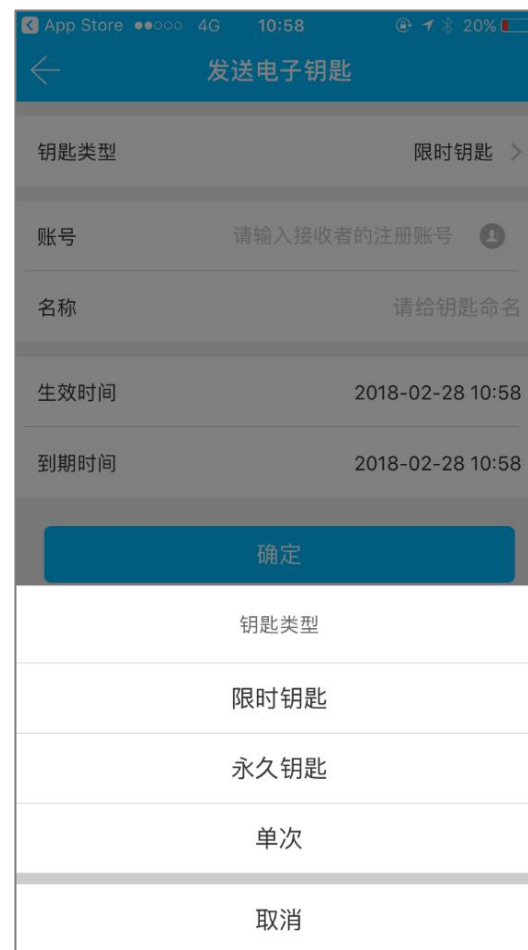 App Store 4G 10:58 20%
发送电子钥匙
钥匙类型 限时钥匙
账号 请输入接收者的注册账号
名称 请给钥匙命名
生效时间 2018-02-28 10:58
到期时间 2018-02-28 10:58
确定
钥匙类型
限时钥匙
永久钥匙
单次
取消